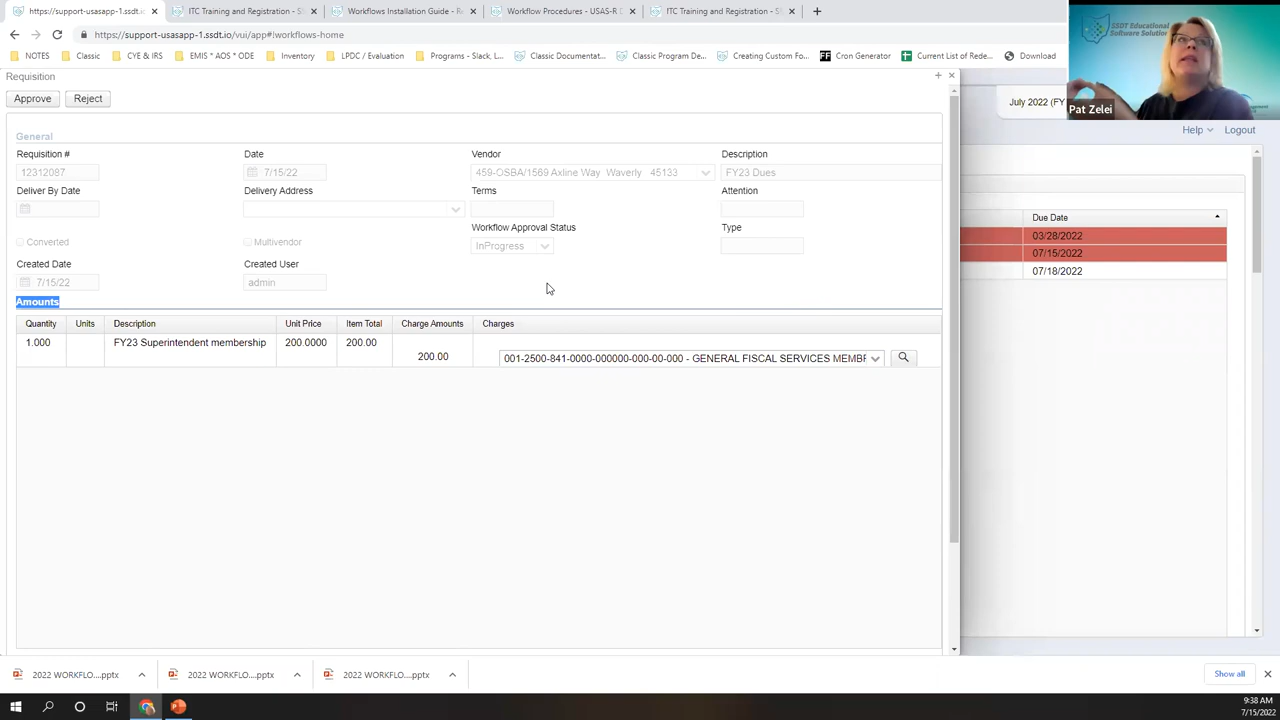 https://support-usasapp-1.ssdt.io ×
ITC Training and Registration - S ×
Workflows Installation Guide - Re ×
Workflow Procedures - USAS-R D ×
ITC Training and Registration - S ×
+
https://support-usasapp-1.ssdt.io/vui/app#!workflows-home
NOTES Classic CYE & IRS EMIS * AOS * ODE Inventory LPDC / Evaluation Programs - Slack, I... Classic Documentat... Classic Program De... Creating Custom Fo... FF Cron Generator Current List of Rede... Download
SSDT Educational
Software Solution
Pat Zelei
Requisition + ×
Approve Reject
July 2022 (FY
Help Logout
General
Requisition # Date Vendor Description
12312087 7/15/22 459-OSBA/1569 Axline Way Waverly 45133 FY23 Dues
Deliver By Date Delivery Address Terms Attention
Workflow Approval Status Type
Converted Multivendor InProgress
Created Date Created User
7/15/22 admin
Amounts
Quantity Units Description Unit Price Item Total Charge Amounts Charges
1.000 FY23 Superintendent membership 200.0000 200.00
200.00 001-2500-841-0000-000000-000-00-000 - GENERAL FISCAL SERVICES MEMBF
Due Date
03/28/2022
07/15/2022
07/18/2022
2022 WORKFLO....pptx 2022 WORKFLO....pptx 2022 WORKFLO....pptx Show all ×
9:38 AM
7/15/2022